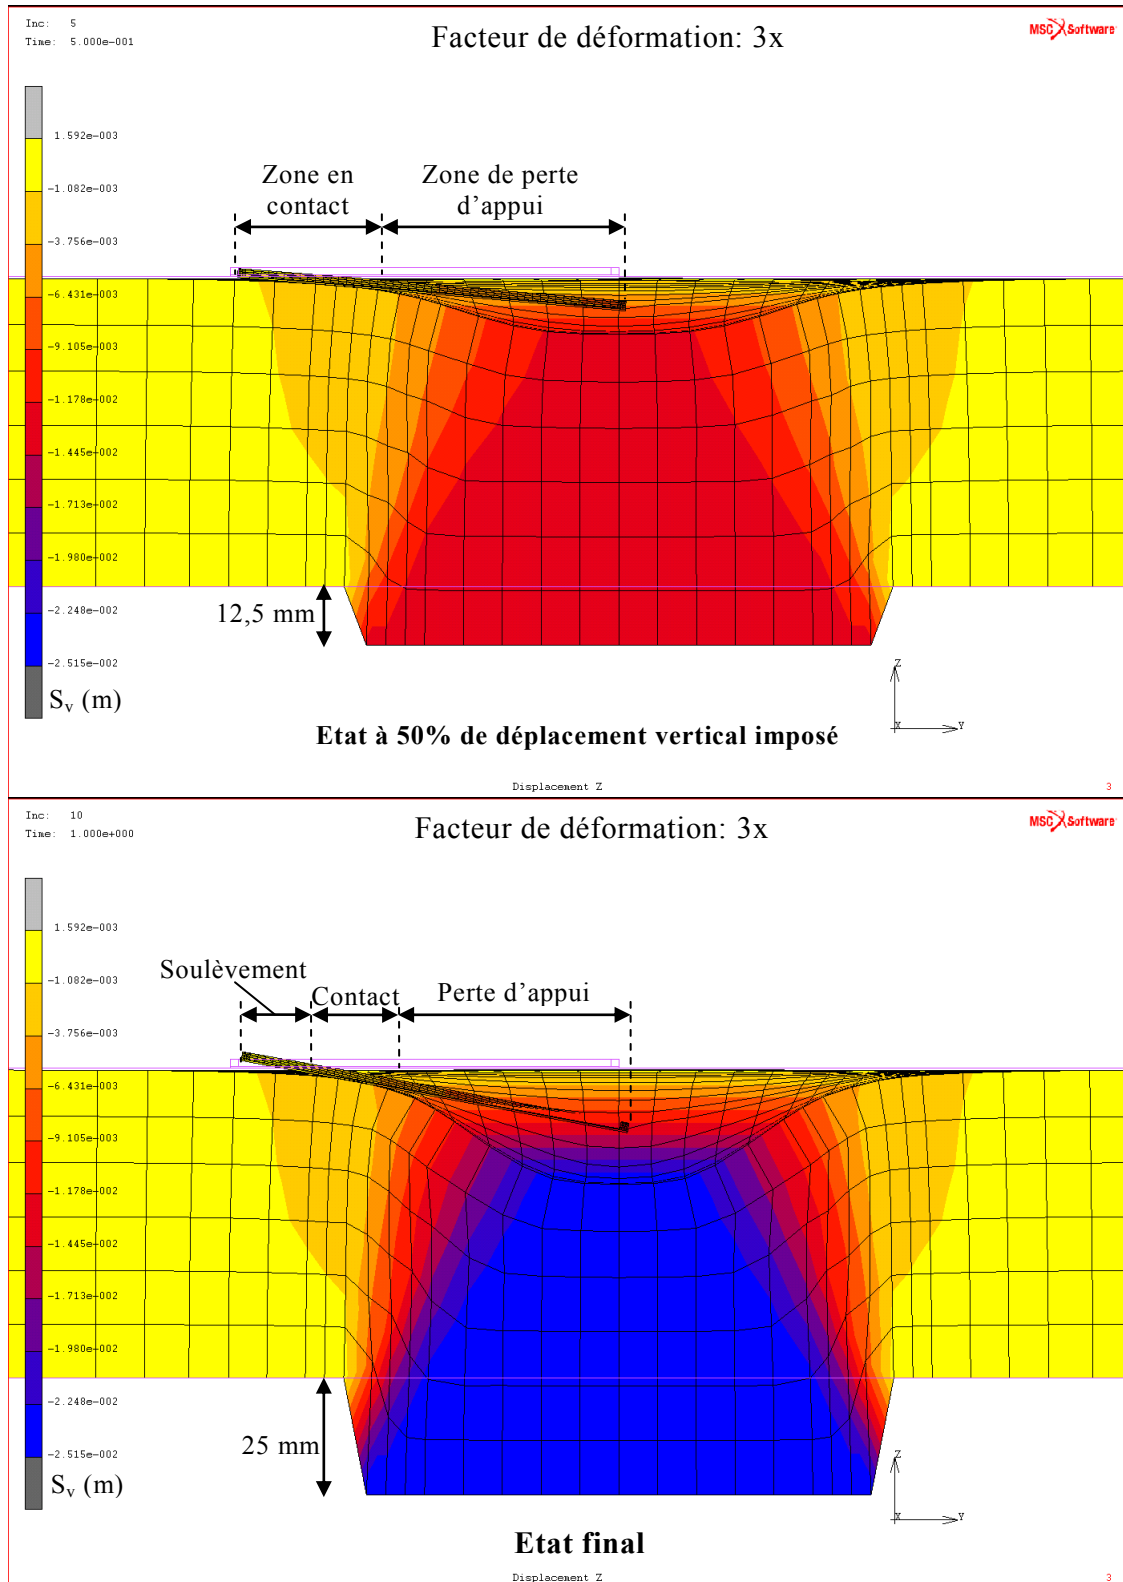 Inc: 5
Time: 5.000e-001
Facteur de déformation: 3x
MSC Software
1.592e-003
-1.082e-003
-3.756e-003
-6.431e-003
-9.105e-003
-1.178e-002
-1.445e-002
-1.713e-002
-1.980e-002
-2.248e-002
-2.515e-002
Sv (m)
Zone en
contact
Zone de perte
d'appui
12,5 mm
Z
X
Y
Etat à 50% de déplacement vertical imposé
Displacement Z
3
Inc: 10
Time: 1.000e+000
Facteur de déformation: 3x
MSC Software
1.592e-003
-1.082e-003
-3.756e-003
-6.431e-003
-9.105e-003
-1.178e-002
-1.445e-002
-1.713e-002
-1.980e-002
-2.248e-002
-2.515e-002
Sv (m)
Soulèvement
Contact
Perte d'appui
25 mm
Z
X
Y
Etat final
Displacement Z
3